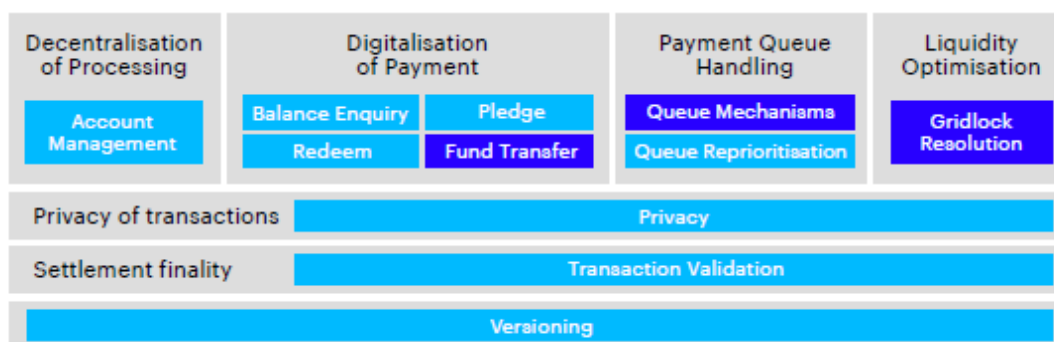 Decentralisation
of Processing
Account
Management
Digitalisation
of Payment
Balance Enquiry
Pledge
Redeem
Fund Transfer
Payment Queue
Handling
Queue Mechanisms
Queue Reprioritisation
Liquidity
Optimisation
Gridlock
Resolution
Privacy of transactions
Privacy
Settlement finality
Transaction Validation
Versioning